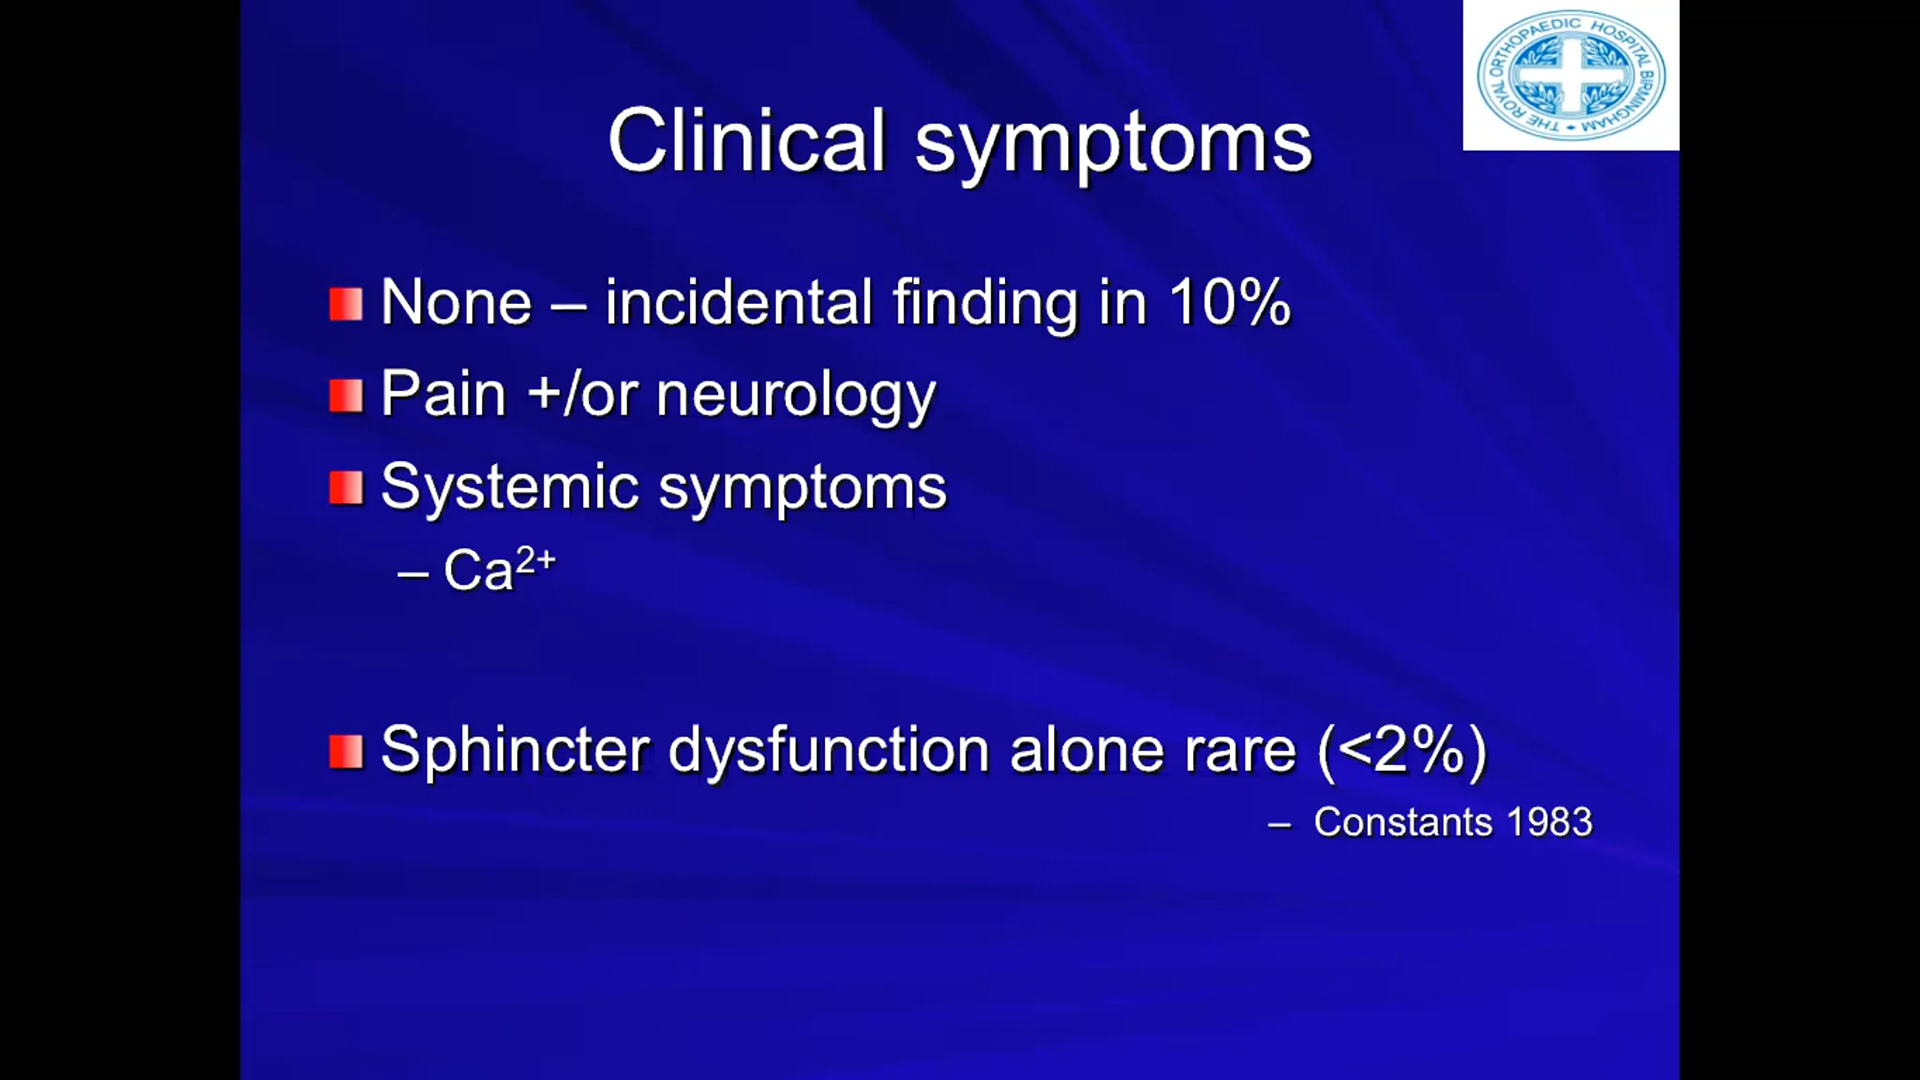 THE ROYAL ORTHOPAEDIC HOSPITAL BIRMINGHAM
Clinical symptoms
None – incidental finding in 10%
Pain +/or neurology
Systemic symptoms
– Ca²⁺
Sphincter dysfunction alone rare (<2%)
– Constants 1983